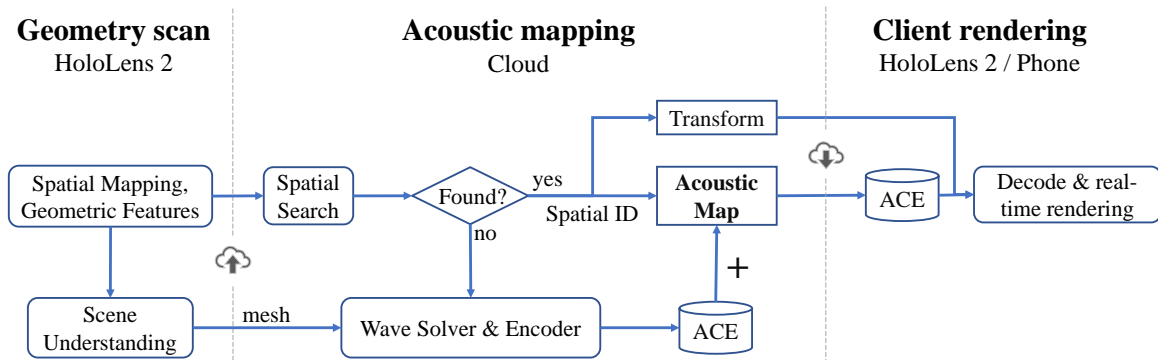 Geometry scan
HoloLens 2
Acoustic mapping
Cloud
Client rendering
HoloLens 2 / Phone
Transform
Spatial Mapping,
Geometric Features
Spatial
Search
Found?
yes
Spatial ID
no
Acoustic
Map
ACE
Decode & real-
time rendering
+
Scene
Understanding
mesh
Wave Solver & Encoder
ACE